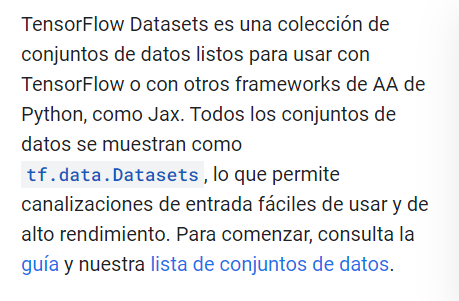 TensorFlow Datasets es una colección de
conjuntos de datos listos para usar con
TensorFlow o con otros frameworks de AA de
Python, como Jax. Todos los conjuntos de
datos se muestran como
tf.data.Datasets, lo que permite
canalizaciones de entrada fáciles de usar y de
alto rendimiento. Para comenzar, consulta la
guía y nuestra lista de conjuntos de datos.